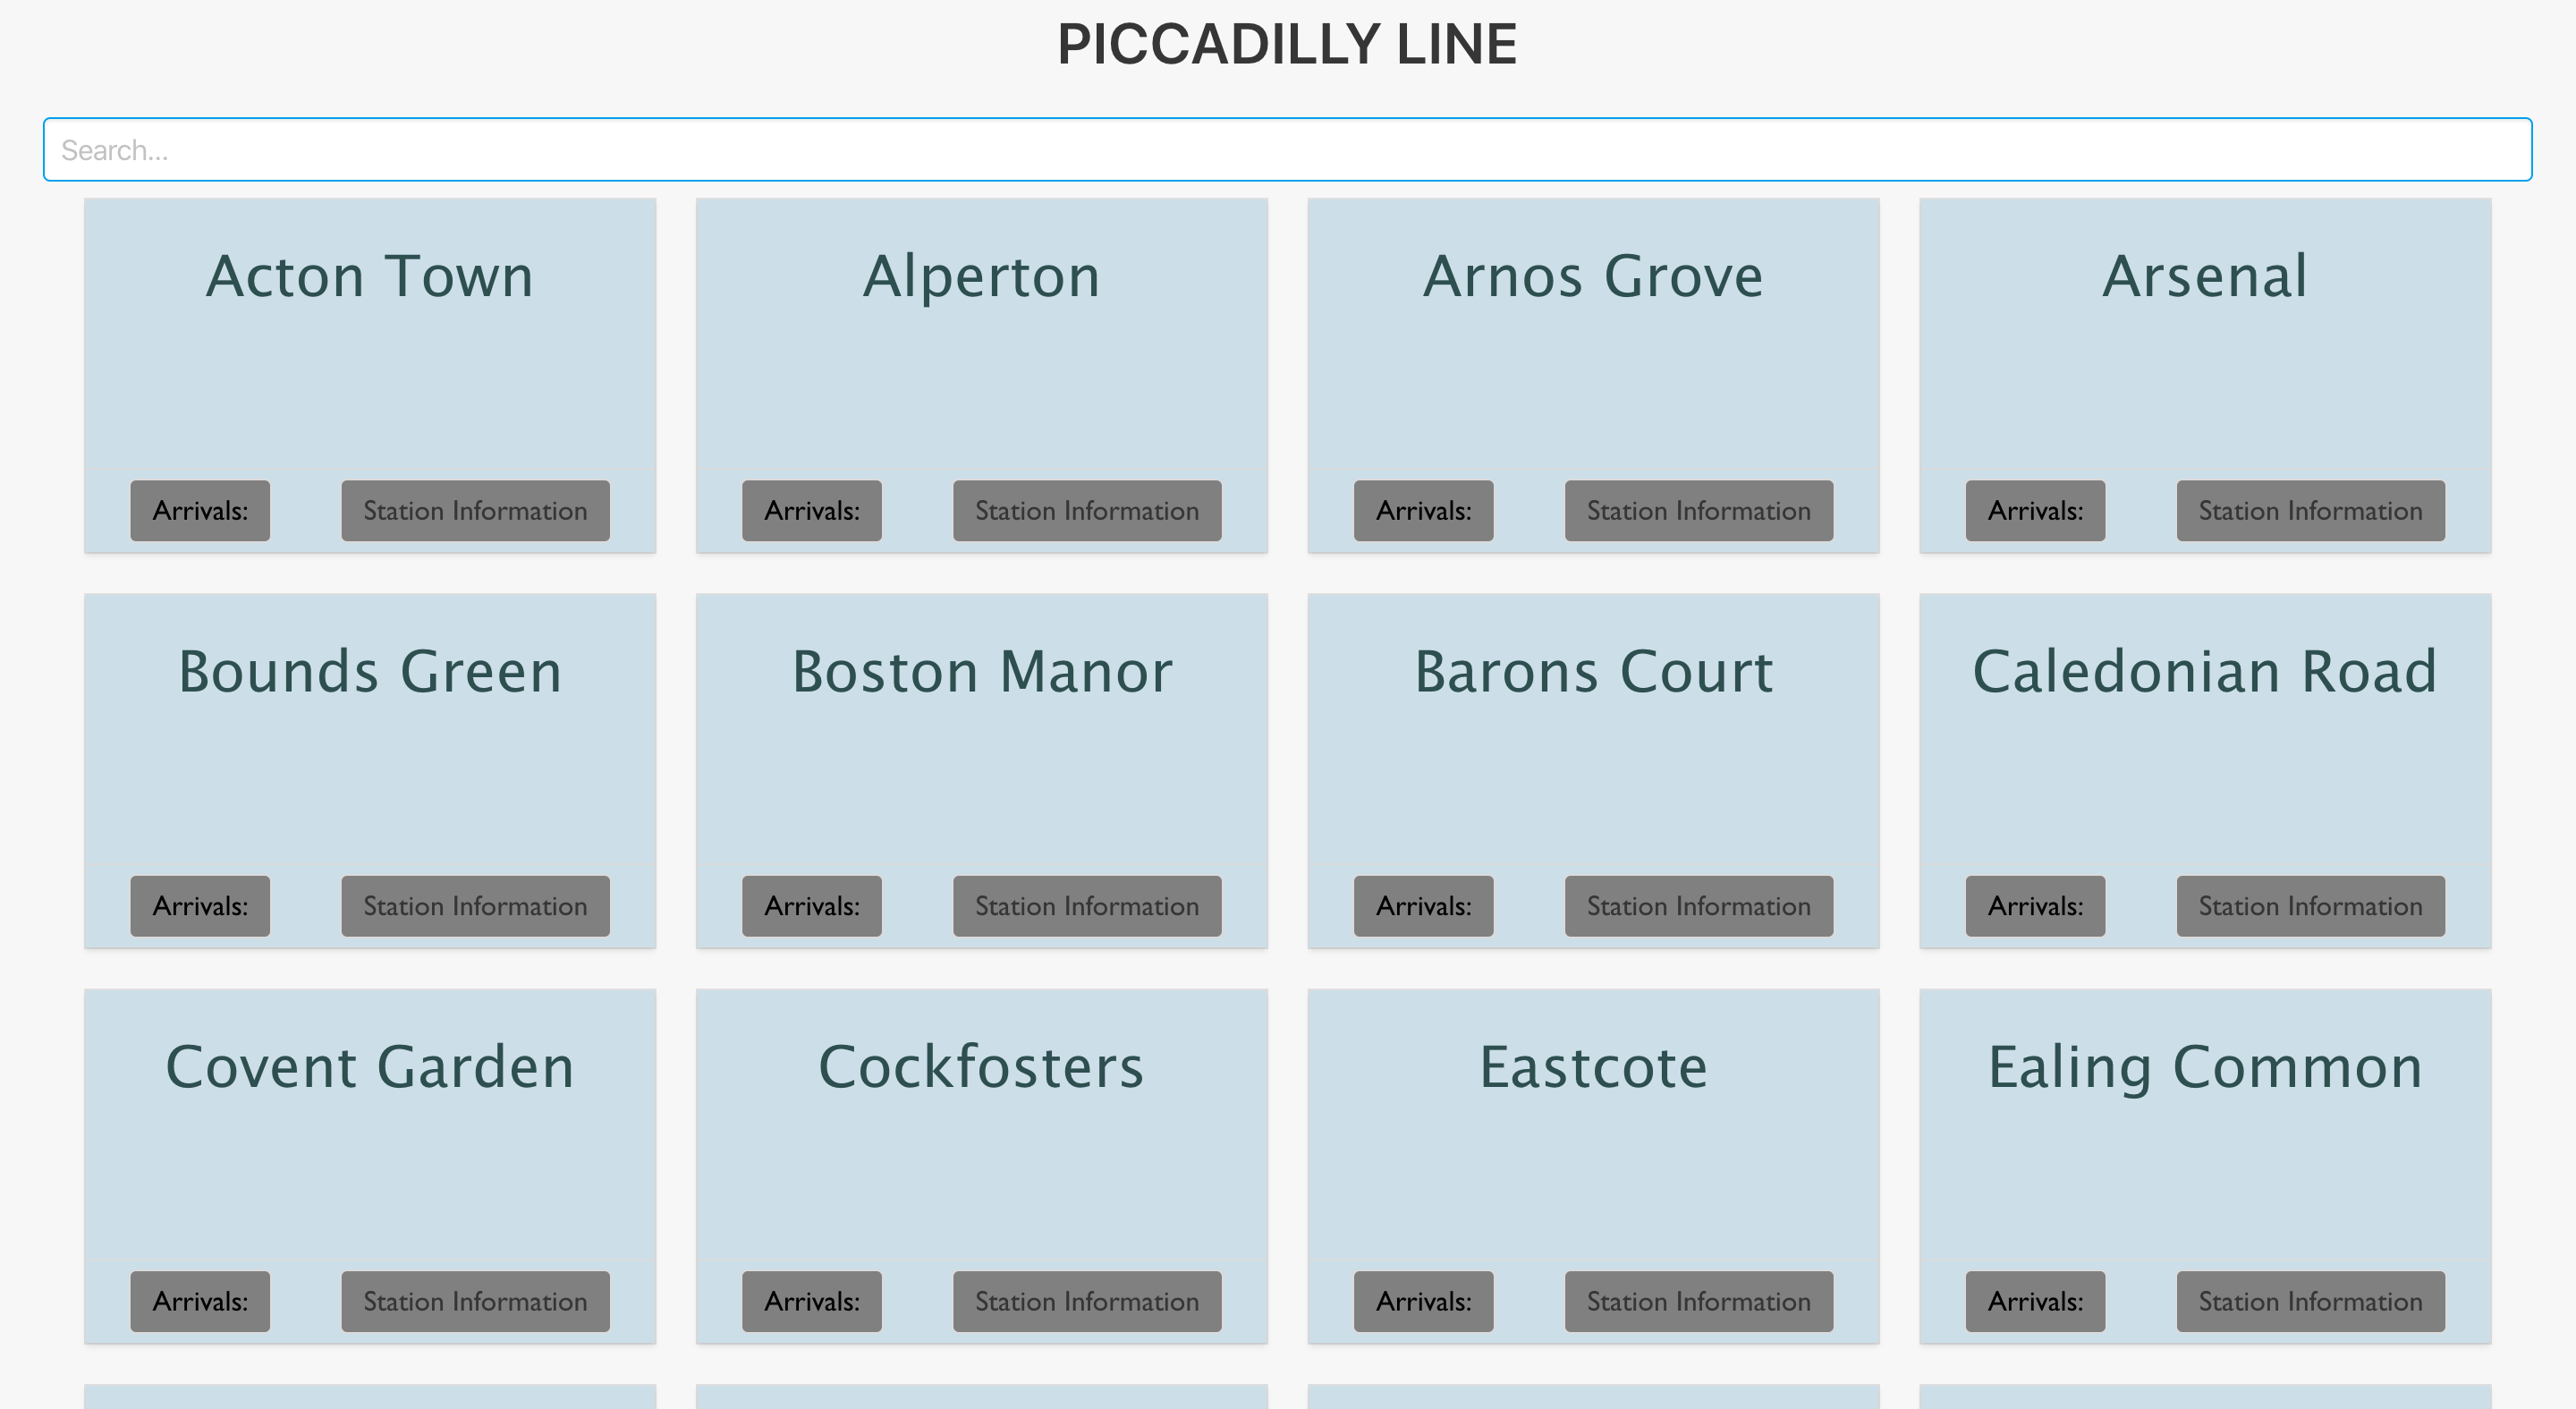 PICCADILLY LINE
Search...
Acton Town
Alperton
Arnos Grove
Arsenal
Arrivals:
Station Information
Arrivals:
Station Information
Arrivals:
Station Information
Arrivals:
Station Information
Bounds Green
Boston Manor
Barons Court
Caledonian Road
Arrivals:
Station Information
Arrivals:
Station Information
Arrivals:
Station Information
Arrivals:
Station Information
Covent Garden
Cockfosters
Eastcote
Ealing Common
Arrivals:
Station Information
Arrivals:
Station Information
Arrivals:
Station Information
Arrivals:
Station Information